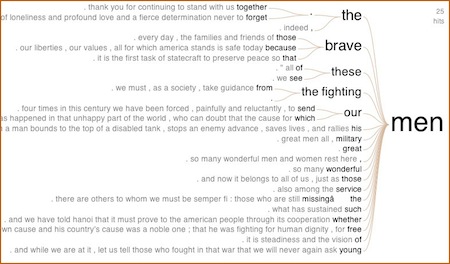 25
hits
. thank you for continuing to stand with us together
of loneliness and profound love and a fierce determination never to forget
. indeed ,
. the
. every day , the families and friends of those
. our liberties , our values , all for which america stands is safe today because
. it is the first task of statecraft to preserve peace so that
brave
. " all of
. we see
these
. we must , as a society , take guidance from
,
the fighting
. four times in this century we have been forced , painfully and reluctantly , to send
as happened in that unhappy part of the world , who can doubt that the cause for which
our
men
a man bounds to the top of a disabled tank , stops an enemy advance , saves lives , and rallies his
. great men all , military
. great
. so many wonderful men and women rest here ,
. so many wonderful
. and now it belongs to all of us , just as those
. also among the service
. there are others to whom we must be semper fi : those who are still missingâ the
. what has sustained such
. and we have told hanoi that it must prove to the american people through its cooperation whether
wn cause and his country's cause was a noble one ; that he was fighting for human dignity , for free
. it is steadiness and the vision of
. and while we are at it , let us tell those who fought in that war that we will never again ask young